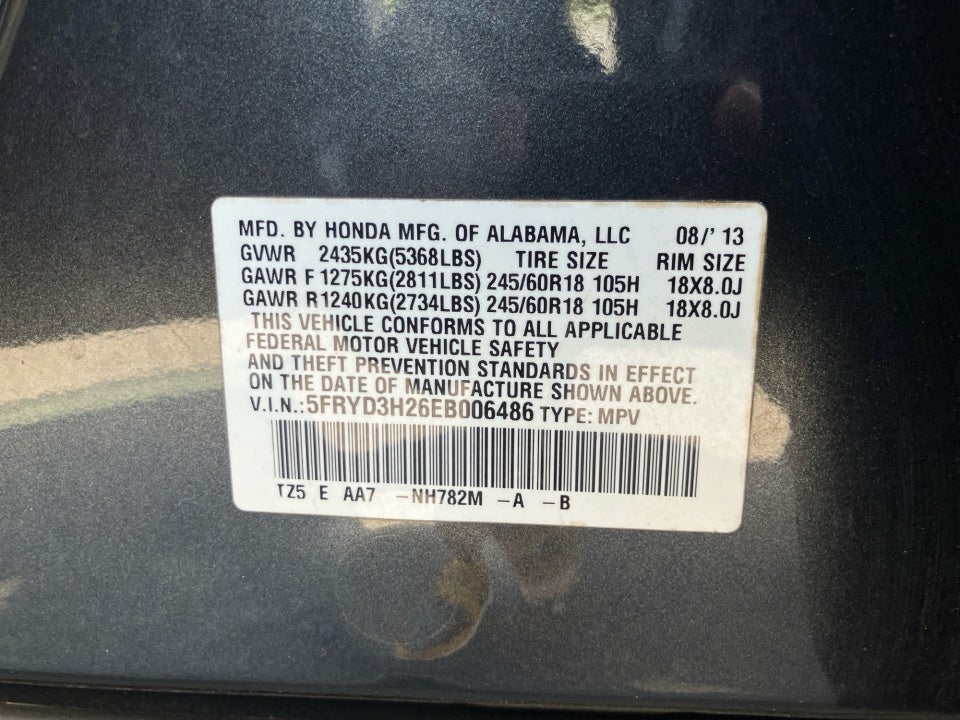 MFD. BY HONDA MFG. OF ALABAMA, LLC 08/' 13
GVWR 2435KG(5368LBS) TIRE SIZE RIM SIZE
GAWR F 1275KG(2811LBS) 245/60R18 105H 18X8.0J
GAWR R1240KG(2734LBS) 245/60R18 105H 18X8.0J
THIS VEHICLE CONFORMS TO ALL APPLICABLE
FEDERAL MOTOR VEHICLE SAFETY
AND THEFT PREVENTION STANDARDS IN EFFECT
ON THE DATE OF MANUFACTURE SHOWN ABOVE.
V.I.N.:5FRYD3H26EB006486 TYPE: MPV
TZ5 E AA7 -NH782M -A -B